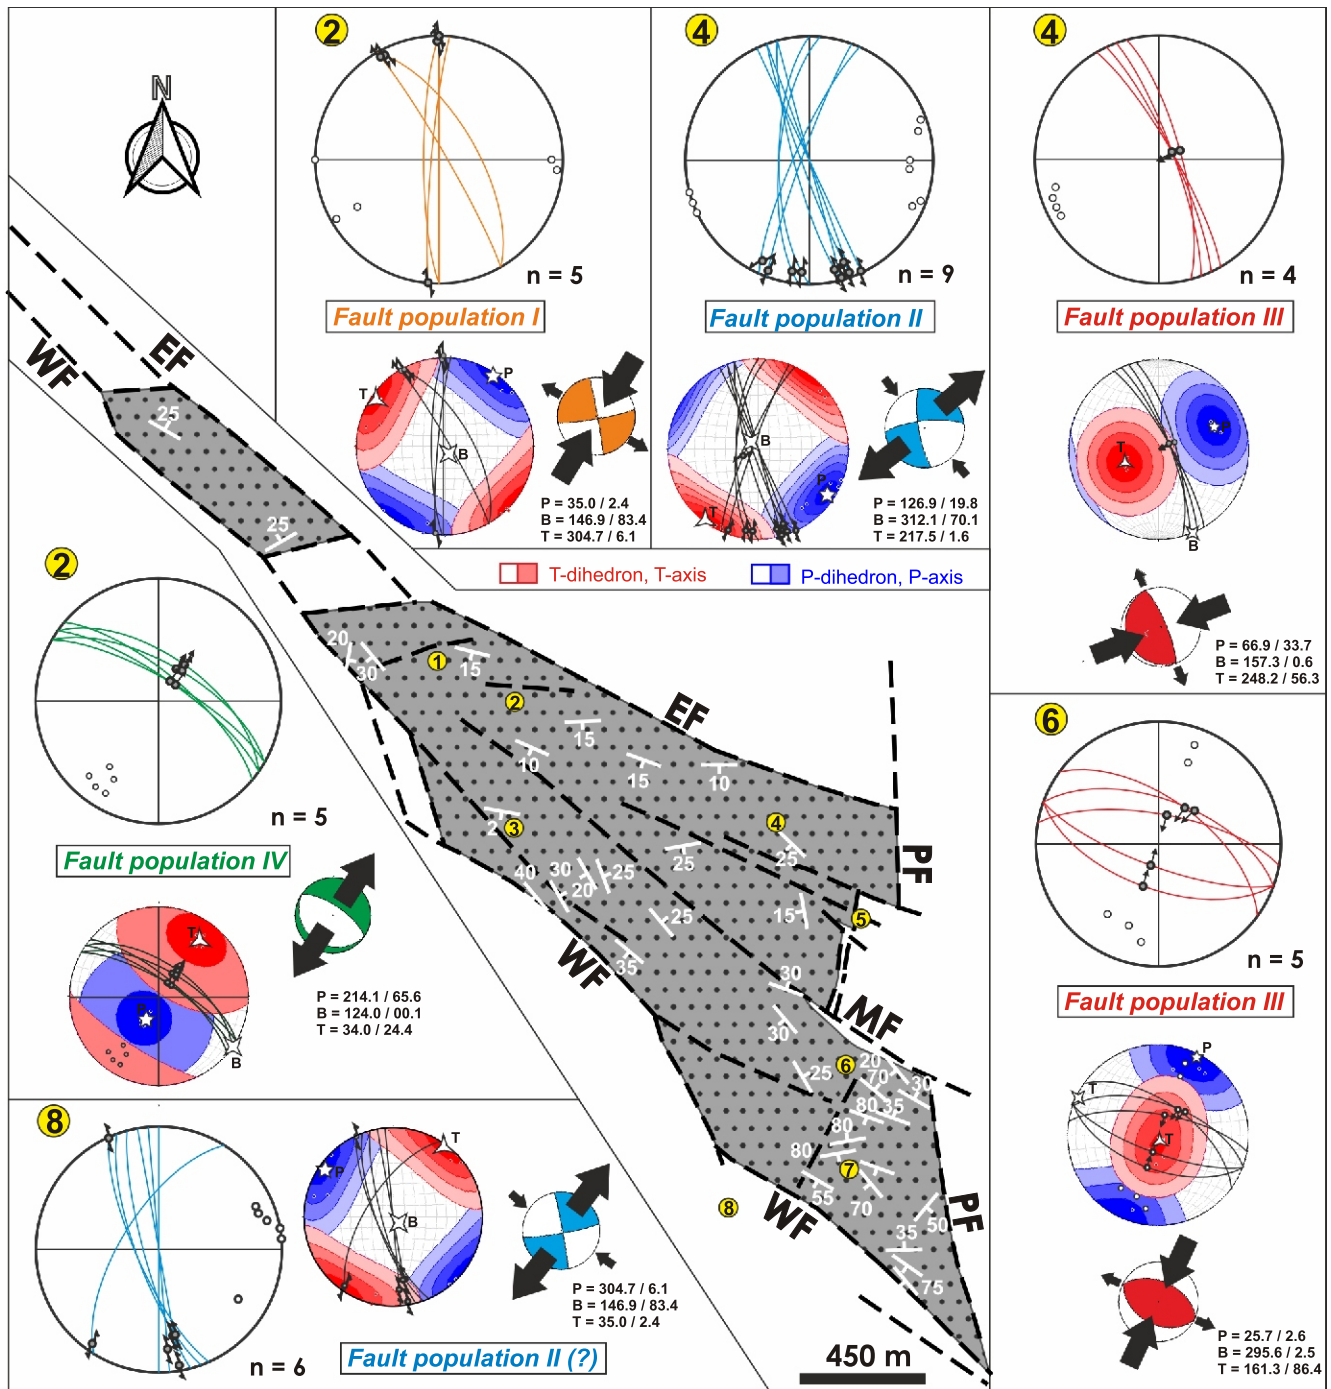 N
2
n = 5
Fault population I
T
P
B
P = 35.0 / 2.4
B = 146.9 / 83.4
T = 304.7 / 6.1
4
n = 9
Fault population II
B
P
T
P = 126.9 / 19.8
B = 312.1 / 70.1
T = 217.5 / 1.6
4
n = 4
Fault population III
T
P
B
P = 66.9 / 33.7
B = 157.3 / 0.6
T = 248.2 / 56.3
T-dihedron, T-axis
P-dihedron, P-axis
2
n = 5
Fault population IV
T
P
B
P = 214.1 / 65.6
B = 124.0 / 00.1
T = 34.0 / 24.4
6
n = 5
Fault population III
P
T
T
P = 25.7 / 2.6
B = 295.6 / 2.5
T = 161.3 / 86.4
8
n = 6
T
P
B
P = 304.7 / 6.1
B = 146.9 / 83.4
T = 35.0 / 2.4
Fault population II (?)
WF
EF
25
25
20
30
1
15
2
EF
15
10
15
10
2
3
4
25
25
PF
40
30
20
25
15
5
25
WF
35
30
MF
30
6
20
70
30
25
80
35
80
80
7
55
70
8
WF
50
PF
35
75
450 m